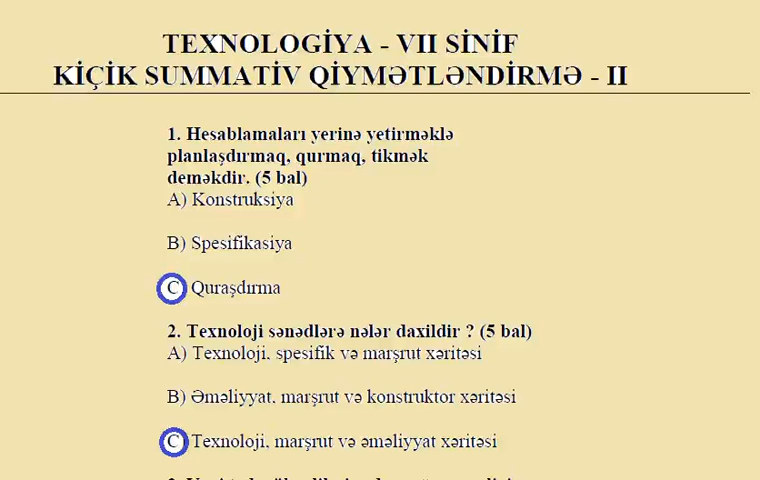 TEXNOLOGİYA - VII SİNİF
KİÇİK SUMMATİV QİYMƏTLƏNDİRMƏ - II
1. Hesablamaları yerinə yetirməklə
planlaşdırmaq, qurmaq, tikmək
deməkdir. (5 bal)
A) Konstruksiya
B) Spesifikasiya
C) Quraşdırma
2. Texnoloji sənədlərə nələr daxildir ? (5 bal)
A) Texnoloji, spesifik və marşrut xəritəsi
B) Əməliyyat, marşrut və konstruktor xəritəsi
C) Texnoloji, marşrut və əməliyyat xəritəsi